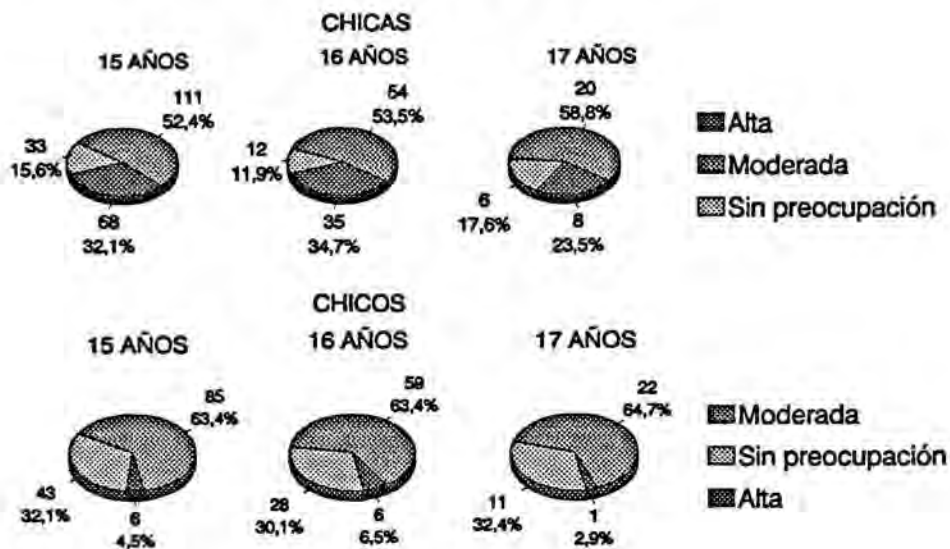 CHICAS
15 AÑOS
16 AÑOS
17 AÑOS
111
52,4%
33
15,6%
68
32,1%
54
53,5%
12
11,9%
35
34,7%
20
58,8%
6
17,6%
8
23,5%
Alta
Moderada
Sin preocupación
CHICOS
15 AÑOS
16 AÑOS
17 AÑOS
85
63,4%
43
32,1%
6
4,5%
59
63,4%
28
30,1%
6
6,5%
22
64,7%
11
32,4%
1
2,9%
Moderada
Sin preocupación
Alta